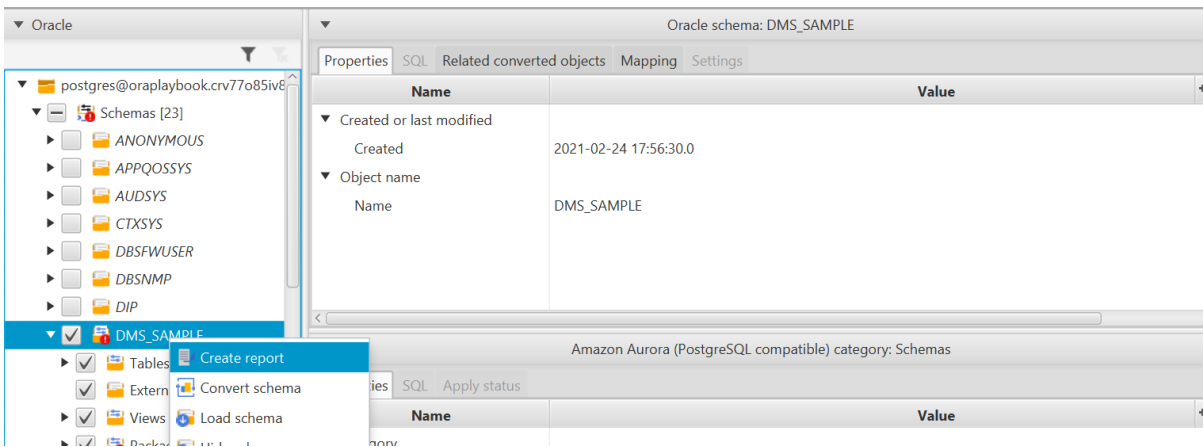 Oracle
postgres@oraplaybook.crv77o85iv8
Schemas [23]
ANONYMOUS
APPQOSSYS
AUDSYS
CTXSYS
DBSFWUSER
DBSNMP
DIP
DMS_SAMPLE
Tables
Extern
Views
Create report
Convert schema
Load schema
Oracle schema: DMS_SAMPLE
Properties SQL Related converted objects Mapping Settings
Name Value
Created or last modified
Created 2021-02-24 17:56:30.0
Object name
Name DMS_SAMPLE
Amazon Aurora (PostgreSQL compatible) category: Schemas
ies SQL Apply status
Name Value